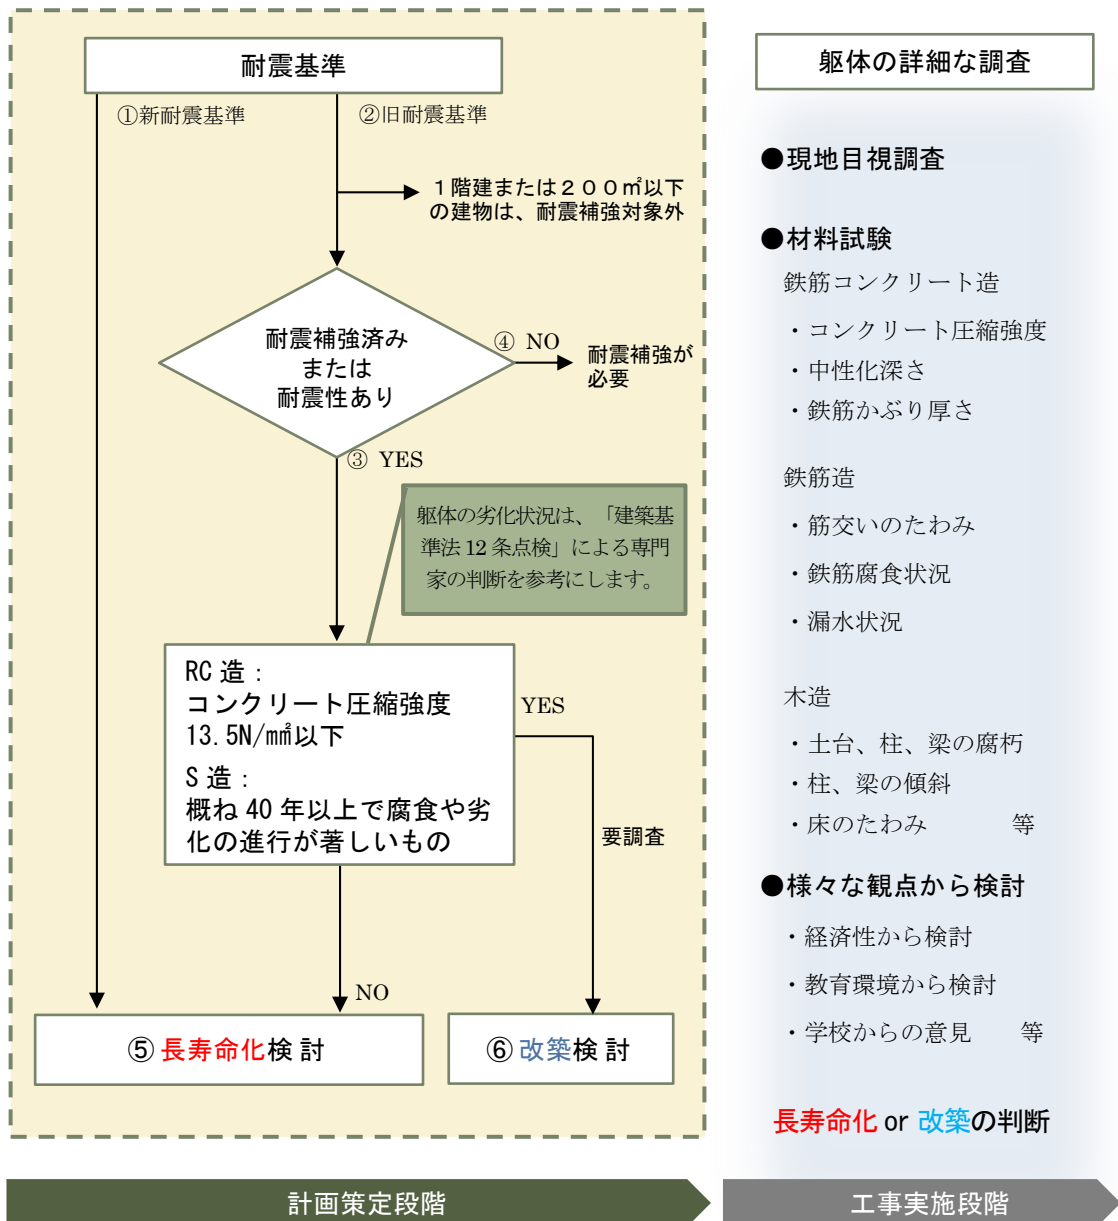 耐震基準
①新耐震基準
②旧耐震基準
１階建または２００㎡以下
の建物は、耐震補強対象外
耐震補強済み
または
耐震性あり
④ NO
耐震補強が
必要
③ YES
躯体の劣化状況は、「建築基
準法 12 条点検」による専門
家の判断を参考にします。
RC 造：
コンクリート圧縮強度
13.5N/㎟以下
S 造：
概ね 40 年以上で腐食や劣
化の進行が著しいもの
YES
要調査
NO
⑤ 長寿命化検 討
⑥ 改築検 討
計画策定段階
躯体の詳細な調査
●現地目視調査
●材料試験
鉄筋コンクリート造
・コンクリート圧縮強度
・中性化深さ
・鉄筋かぶり厚さ
鉄筋造
・筋交いのたわみ
・鉄筋腐食状況
・漏水状況
木造
・土台、柱、梁の腐朽
・柱、梁の傾斜
・床のたわみ　　　　等
●様々な観点から検討
・経済性から検討
・教育環境から検討
・学校からの意見　　等
長寿命化 or 改築の判断
工事実施段階